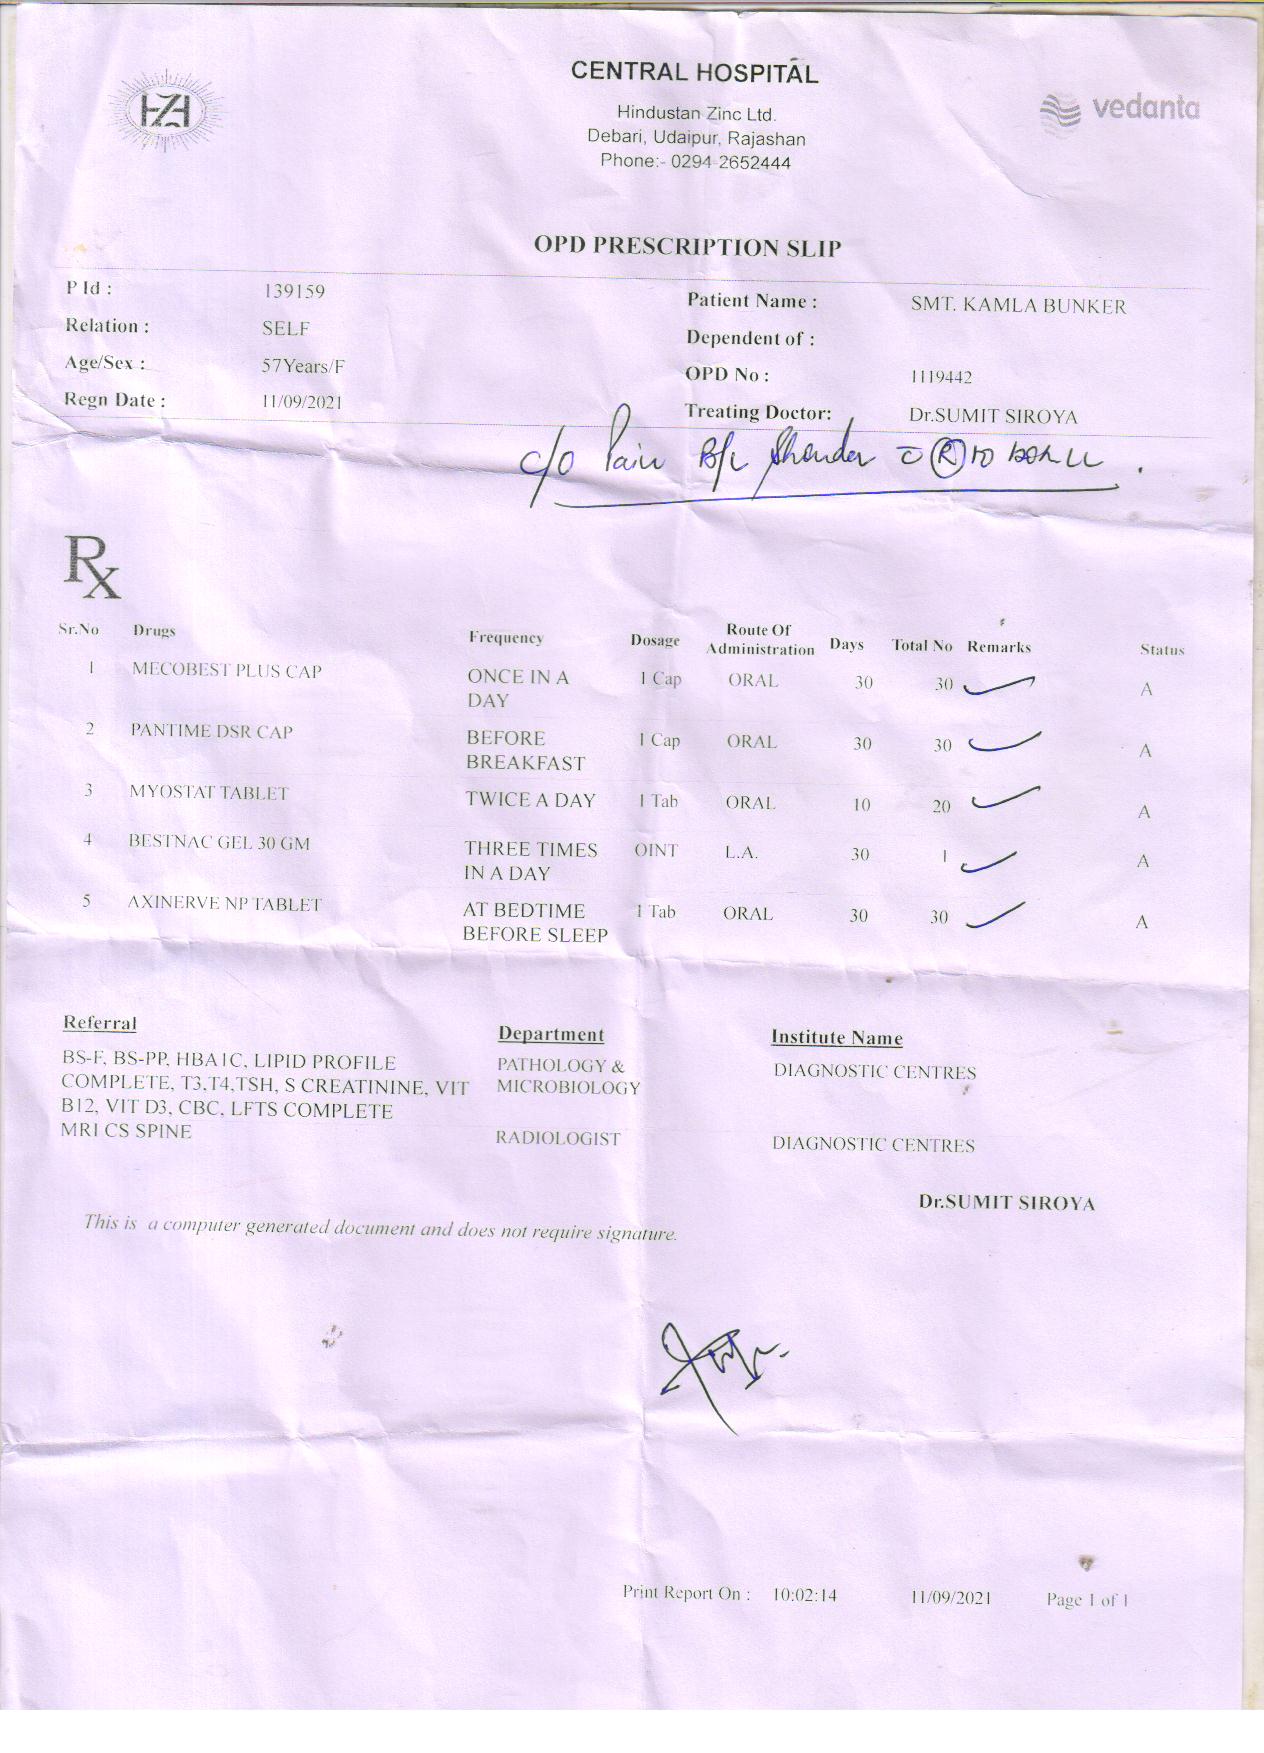 CENTRAL HOSPITAL
HZL
vedanta
Hindustan Zinc Ltd.
Debari, Udaipur, Rajashan
Phone:- 0294-2652444
OPD PRESCRIPTION SLIP
P Id : 139159 Patient Name : SMT. KAMLA BUNKER
Relation : SELF Dependent of :
Age/Sex : 57Years/F OPD No : 1119442
Regn Date : 11/09/2021 Treating Doctor: Dr.SUMIT SIROYA
c/o Pain B/L
Rx
Sr.No Drugs Frequency Dosage Route Of Administration Days Total No Remarks Status
1 MECOBEST PLUS CAP ONCE IN A 1 Cap ORAL 30 30 A
DAY
2 PANTIME DSR CAP BEFORE 1 Cap ORAL 30 30 A
BREAKFAST
3 MYOSTAT TABLET TWICE A DAY 1 Tab ORAL 10 20 A
4 BESTNAC GEL 30 GM THREE TIMES OINT L.A. 30 1 A
IN A DAY
5 AXINERVE NP TABLET AT BEDTIME 1 Tab ORAL 30 30 A
BEFORE SLEEP
Referral Department Institute Name
BS-F, BS-PP, HBA1C, LIPID PROFILE PATHOLOGY & DIAGNOSTIC CENTRES
COMPLETE, T3,T4,TSH, S CREATININE, VIT MICROBIOLOGY
B12, VIT D3, CBC, LFTS COMPLETE
MRI CS SPINE RADIOLOGIST DIAGNOSTIC CENTRES
Dr.SUMIT SIROYA
This is a computer generated document and does not require signature.
Print Report On : 10:02:14 11/09/2021 Page 1 of 1